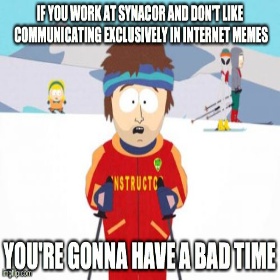 IF YOU WORK AT SYNACOR AND DON'T LIKE
COMMUNICATING EXCLUSIVELY IN INTERNET MEMES
NSTRUCTO
YOU'RE GONNA HAVE A BAD TIME
imgflip.com